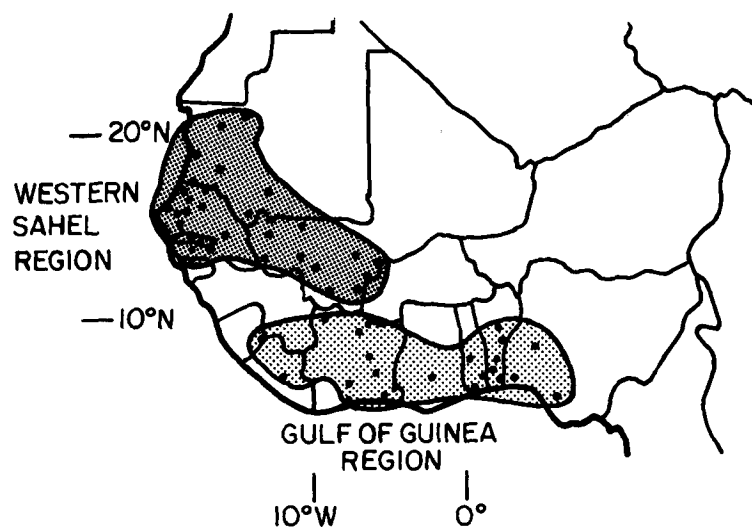 20°N
WESTERN
SAHEL
REGION
10°N
GULF OF GUINEA
REGION
10°W
0°